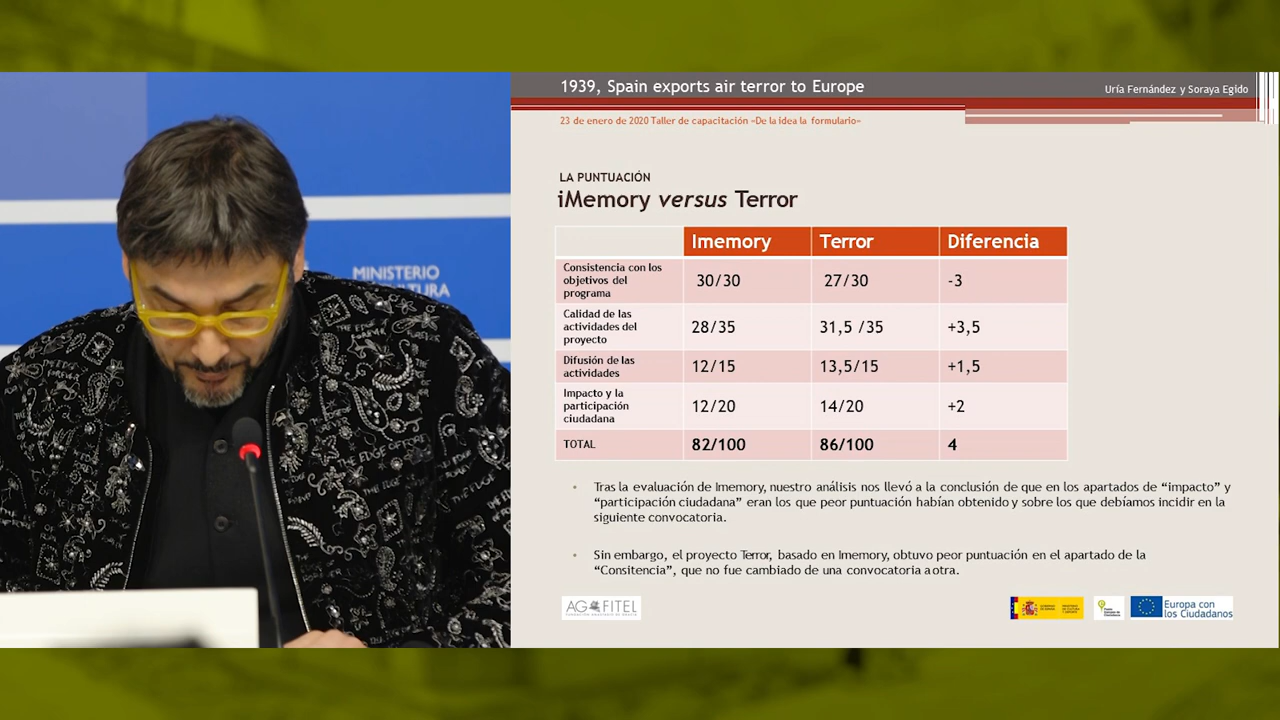 1939, Spain exports air terror to Europe
Uría Fernández y Soraya Egido
23 de enero de 2020 Taller de capacitación «De la idea la formulario»
LA PUNTUACIÓN
iMemory versus Terror
Imemory Terror Diferencia
Consistencia con los
objetivos del
programa
30/30 27/30 -3
Calidad de las
actividades del
proyecto
28/35 31,5 /35 +3,5
Difusión de las
actividades
12/15 13,5/15 +1,5
Impacto y la
participación
ciudadana
12/20 14/20 +2
TOTAL 82/100 86/100 4
• Tras la evaluación de Imemory, nuestro análisis nos llevó a la conclusión de que en los apartados de “impacto” y
“participación ciudadana” eran los que peor puntuación habían obtenido y sobre los que debíamos incidir en la
siguiente convocatoria.
• Sin embargo, el proyecto Terror, basado en Imemory, obtuvo peor puntuación en el apartado de la
“Consitencia”, que no fue cambiado de una convocatoria a otra.
AGFITEL
Europa con
los Ciudadanos
MINISTERIO
THE EDGE OF
FOREVER